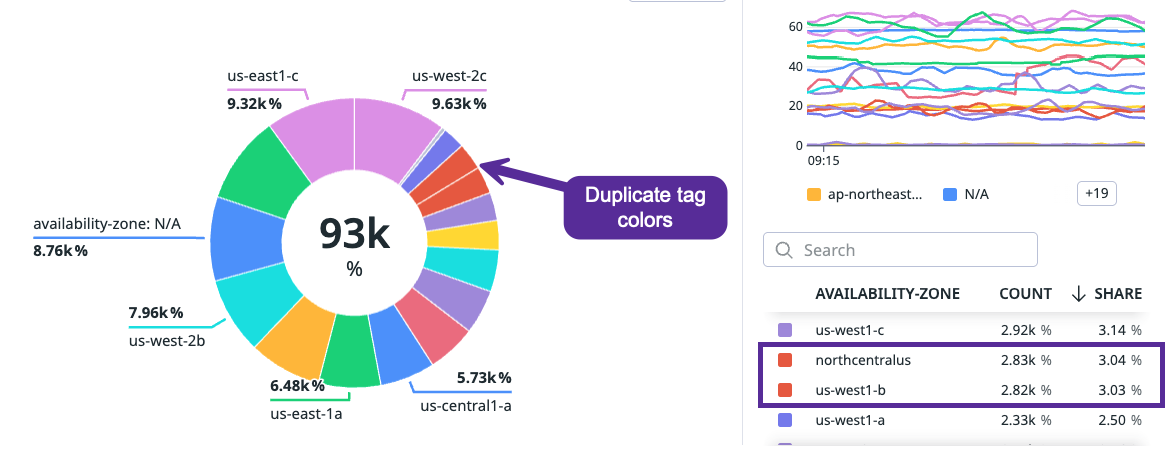 us-east1-c
9.32k %
us-west-2c
9.63k %
availability-zone: N/A
8.76k %
7.96k %
us-west-2b
6.48k %
us-east-1a
5.73k %
us-central1-a
93k
%
Duplicate tag
colors
60
40
20
0
09:15
ap-northeast...
N/A
+19
Search
AVAILABILITY-ZONE COUNT ↓ SHARE
us-west1-c 2.92k % 3.14 %
northcentralus 2.83k % 3.04 %
us-west1-b 2.82k % 3.03 %
us-west1-a 2.33k % 2.50 %